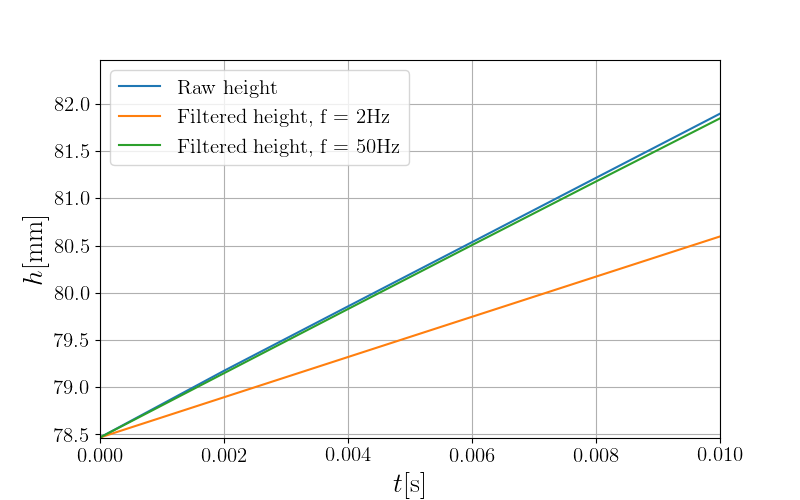 Raw height
Filtered height, f = 2Hz
Filtered height, f = 50Hz
82.0
81.5
81.0
80.5
80.0
79.5
79.0
78.5
h[mm]
0.000 0.002 0.004 0.006 0.008 0.010
t[s]